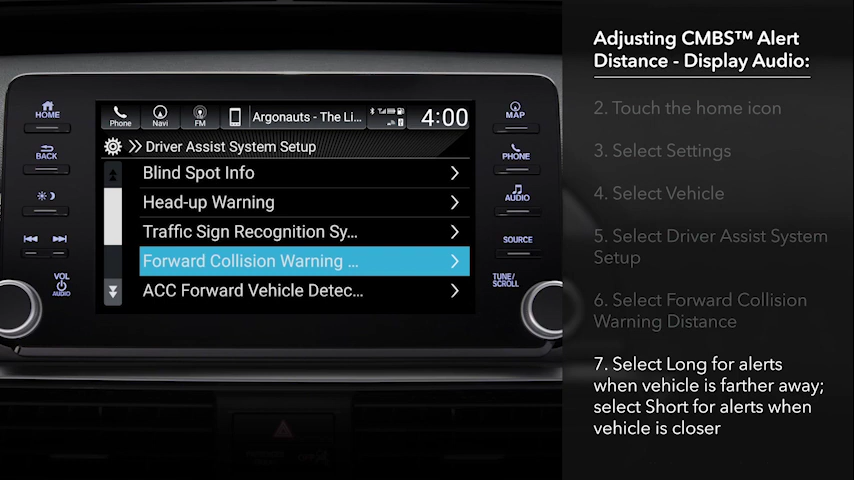 HOME
BACK
VOL
AUDIO
Phone
Navi
FM
Argonauts - The Li...
4:00
Driver Assist System Setup
Blind Spot Info
Head-up Warning
Traffic Sign Recognition Sy...
Forward Collision Warning ...
ACC Forward Vehicle Detec...
MAP
PHONE
AUDIO
SOURCE
TUNE/
SCROLL
Adjusting CMBS™ Alert
Distance - Display Audio:
2. Touch the home icon
3. Select Settings
4. Select Vehicle
5. Select Driver Assist System
Setup
6. Select Forward Collision
Warning Distance
7. Select Long for alerts
when vehicle is farther away;
select Short for alerts when
vehicle is closer